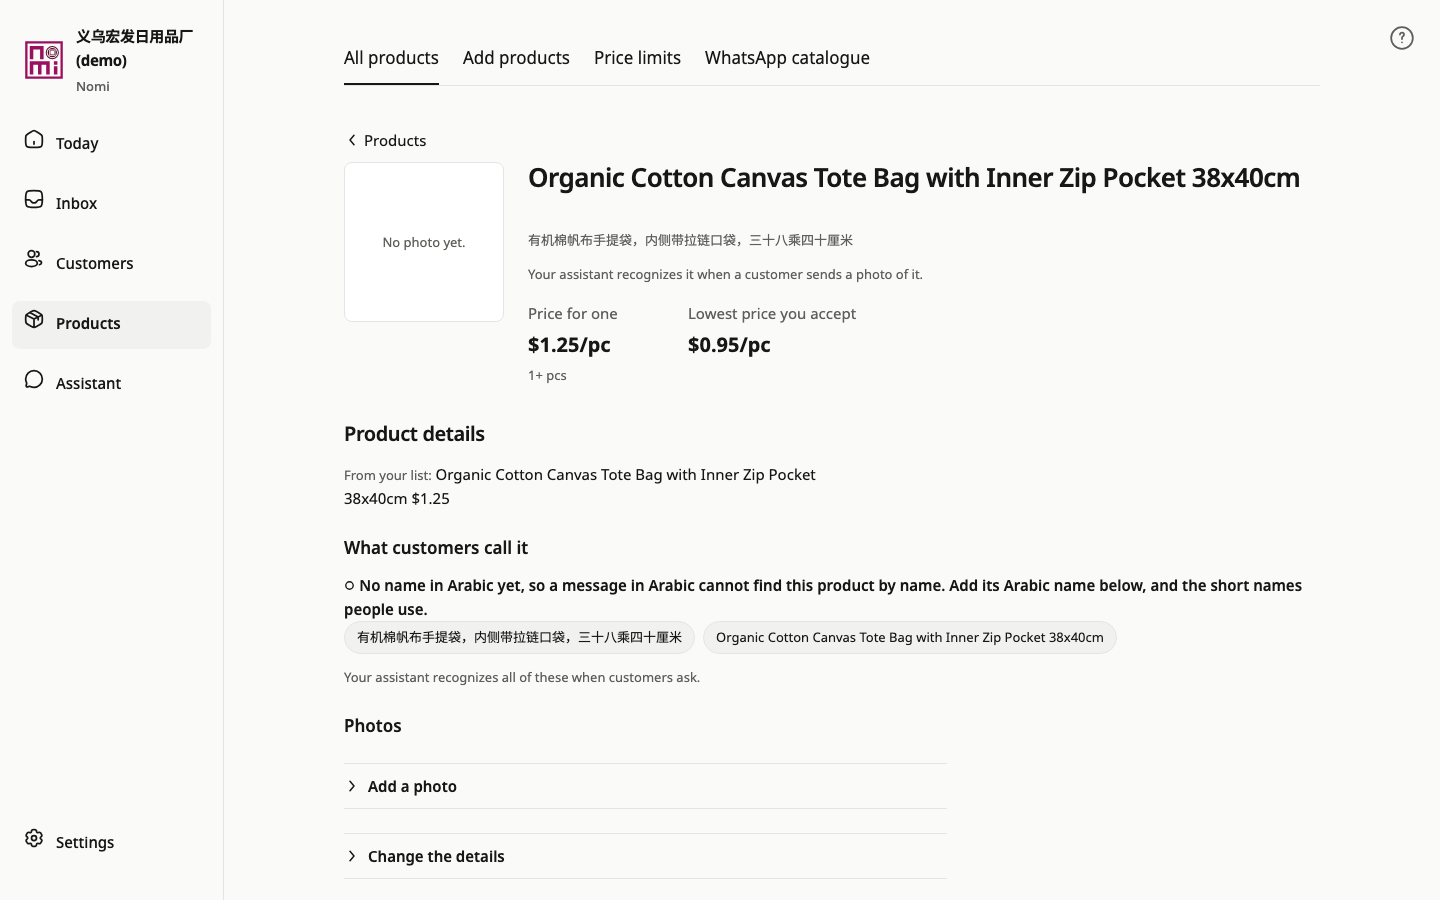 义乌宏发日用品厂
(demo)
Nomi
Today
Inbox
Customers
Products
Assistant
Settings
All products
Add products
Price limits
WhatsApp catalogue
Products
No photo yet.
Organic Cotton Canvas Tote Bag with Inner Zip Pocket 38x40cm
有机棉帆布手提袋，内侧带拉链口袋，三十八乘四十厘米
Your assistant recognizes it when a customer sends a photo of it.
Price for one
$1.25/pc
1+ pcs
Lowest price you accept
$0.95/pc
Product details
From your list: Organic Cotton Canvas Tote Bag with Inner Zip Pocket
38x40cm $1.25
What customers call it
No name in Arabic yet, so a message in Arabic cannot find this product by name. Add its Arabic name below, and the short names
people use.
有机棉帆布手提袋，内侧带拉链口袋，三十八乘四十厘米
Organic Cotton Canvas Tote Bag with Inner Zip Pocket 38x40cm
Your assistant recognizes all of these when customers ask.
Photos
Add a photo
Change the details